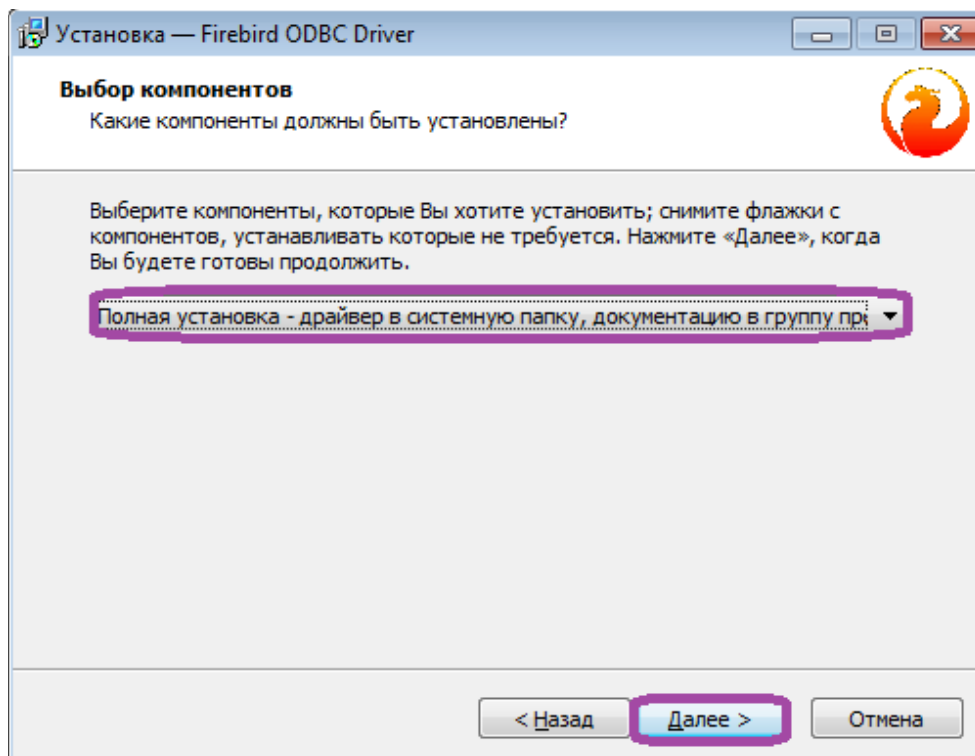 Установка — Firebird ODBC Driver
Выбор компонентов
Какие компоненты должны быть установлены?
Выберите компоненты, которые Вы хотите установить; снимите флажки с
компонентов, устанавливать которые не требуется. Нажмите «Далее», когда
Вы будете готовы продолжить.
Полная установка - драйвер в системную папку, документацию в группу
< Назад Далее > Отмена